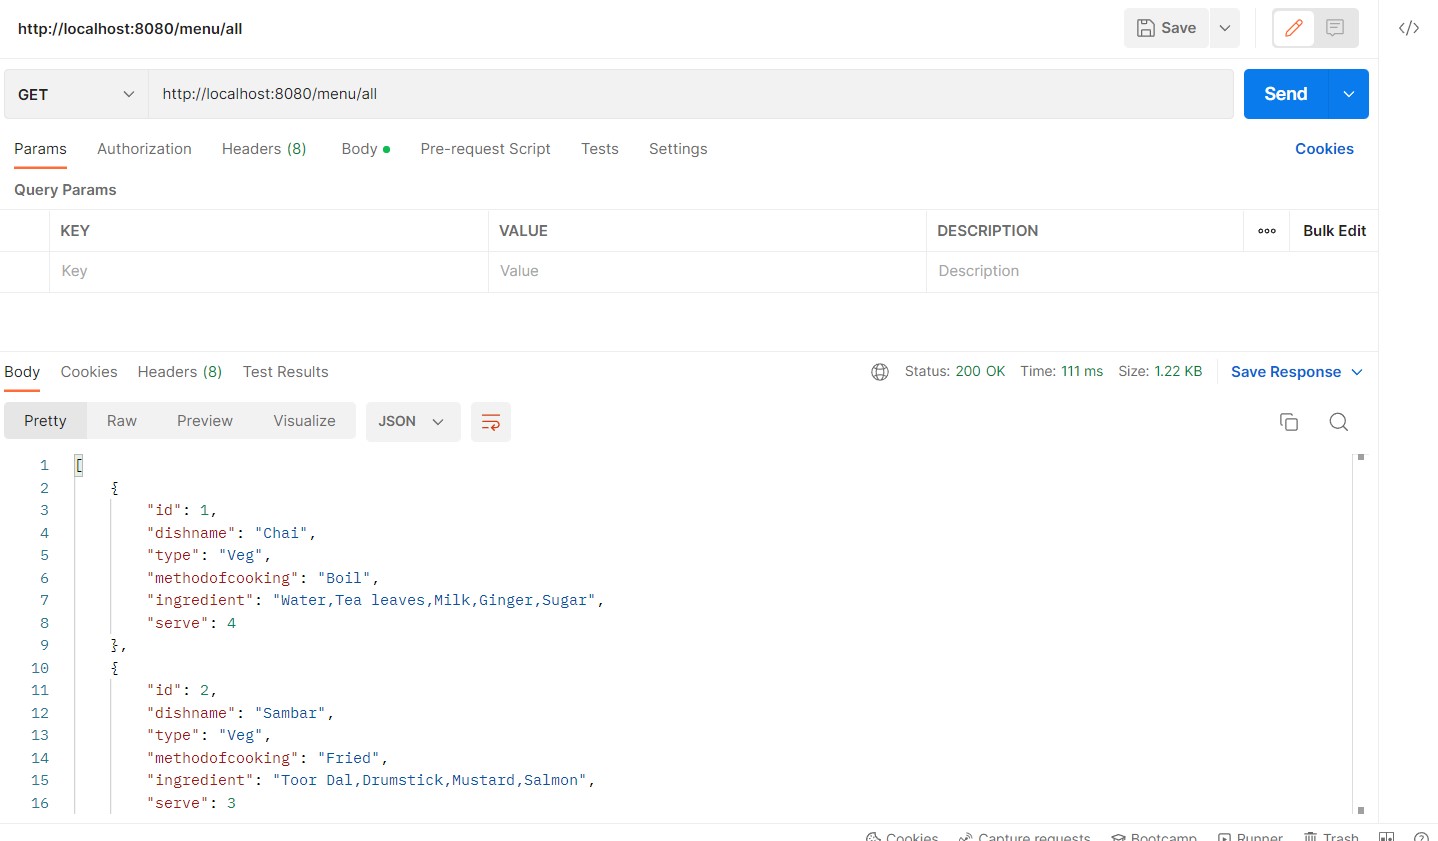 http://localhost:8080/menu/all
Save
GET
http://localhost:8080/menu/all
Send
Params Authorization Headers (8) Body Pre-request Script Tests Settings Cookies
Query Params
KEY VALUE DESCRIPTION ooo Bulk Edit
Key Value Description
Body Cookies Headers (8) Test Results Status: 200 OK Time: 111 ms Size: 1.22 KB Save Response
Pretty Raw Preview Visualize JSON
1 [
2 {
3 "id": 1,
4 "dishname": "Chai",
5 "type": "Veg",
6 "methodofcooking": "Boil",
7 "ingredient": "Water,Tea leaves,Milk,Ginger,Sugar",
8 "serve": 4
9 },
10 {
11 "id": 2,
12 "dishname": "Sambar",
13 "type": "Veg",
14 "methodofcooking": "Fried",
15 "ingredient": "Toor Dal,Drumstick,Mustard,Salmon",
16 "serve": 3
Cookies Capture requests Bootcamp Runner Trash